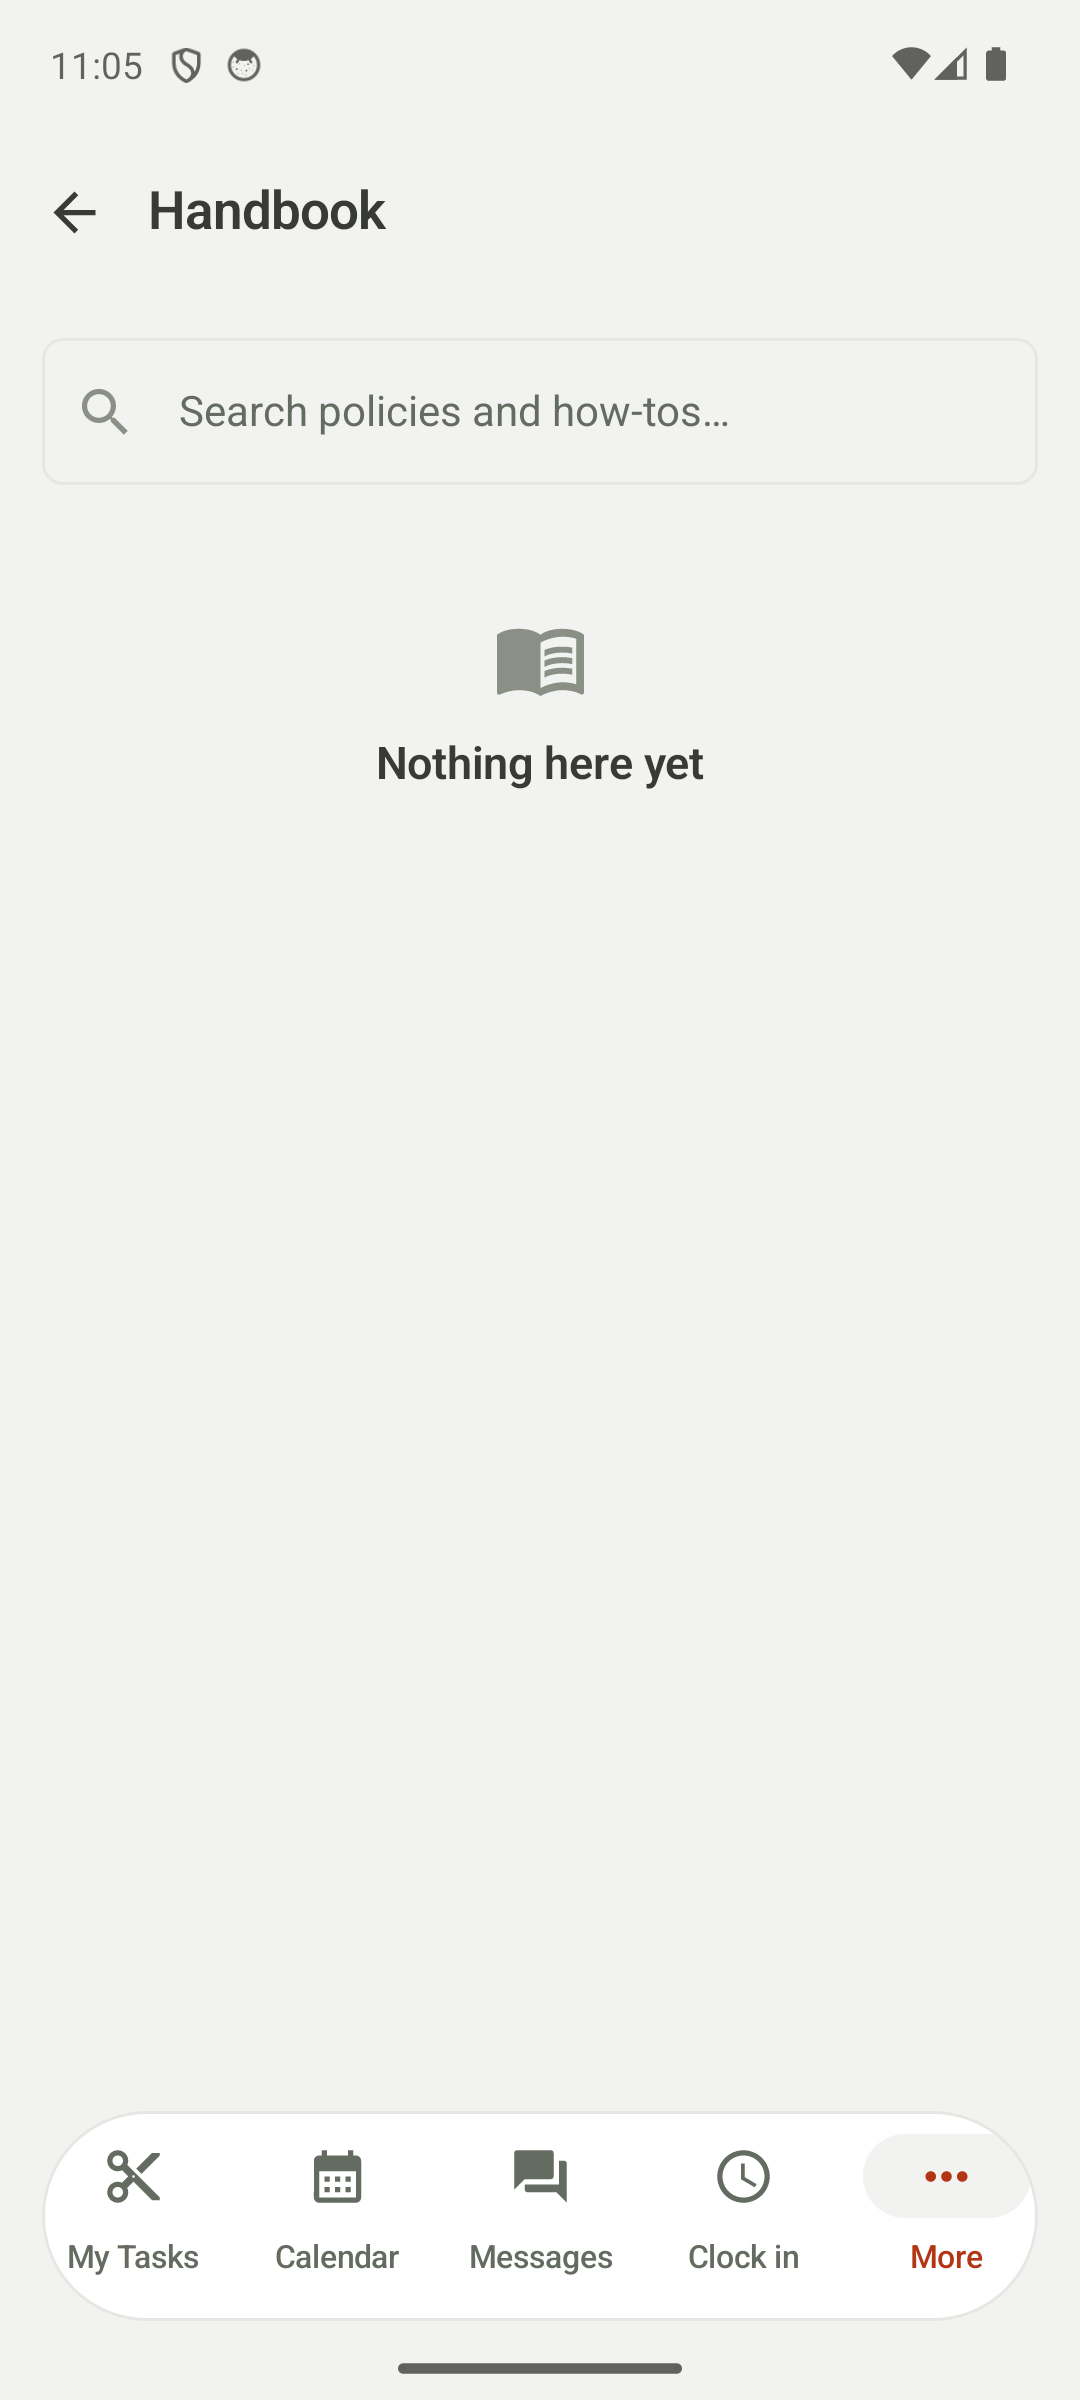 11:05
Handbook
Search policies and how-tos...
Nothing here yet
My Tasks
Calendar
Messages
Clock in
More